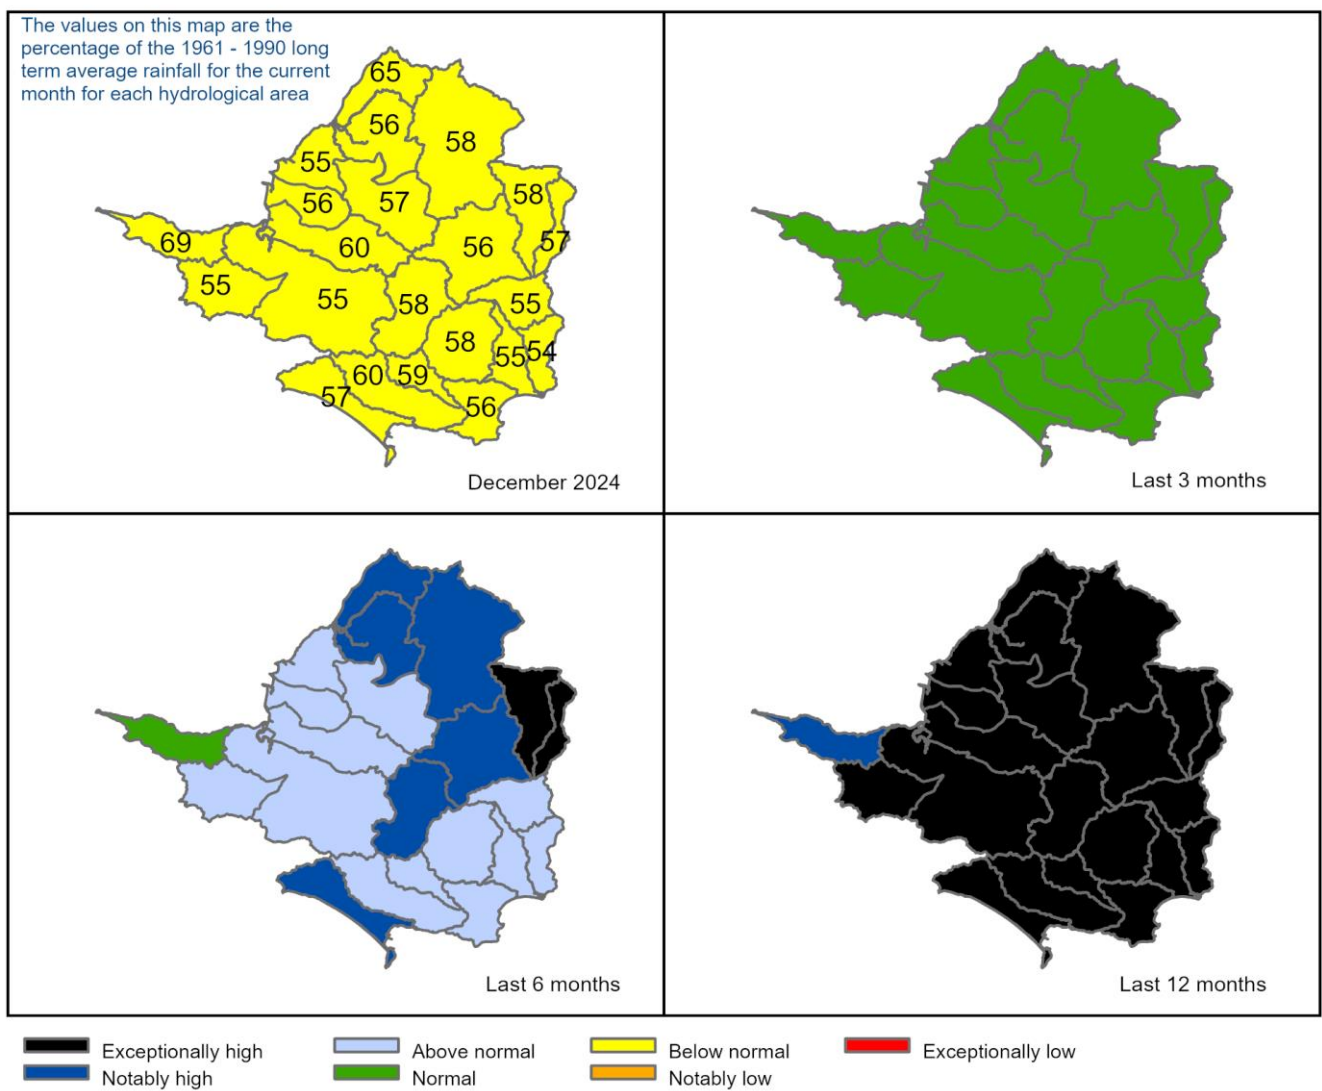 The values on this map are the
percentage of the 1961 - 1990 long
term average rainfall for the current
month for each hydrological area
65
56
58
55
58
56
57
57
69
60
56
55
55
58
55
58
55
54
60
59
57
56
December 2024
Last 3 months
Last 6 months
Last 12 months
Exceptionally high
Above normal
Below normal
Exceptionally low
Notably high
Normal
Notably low